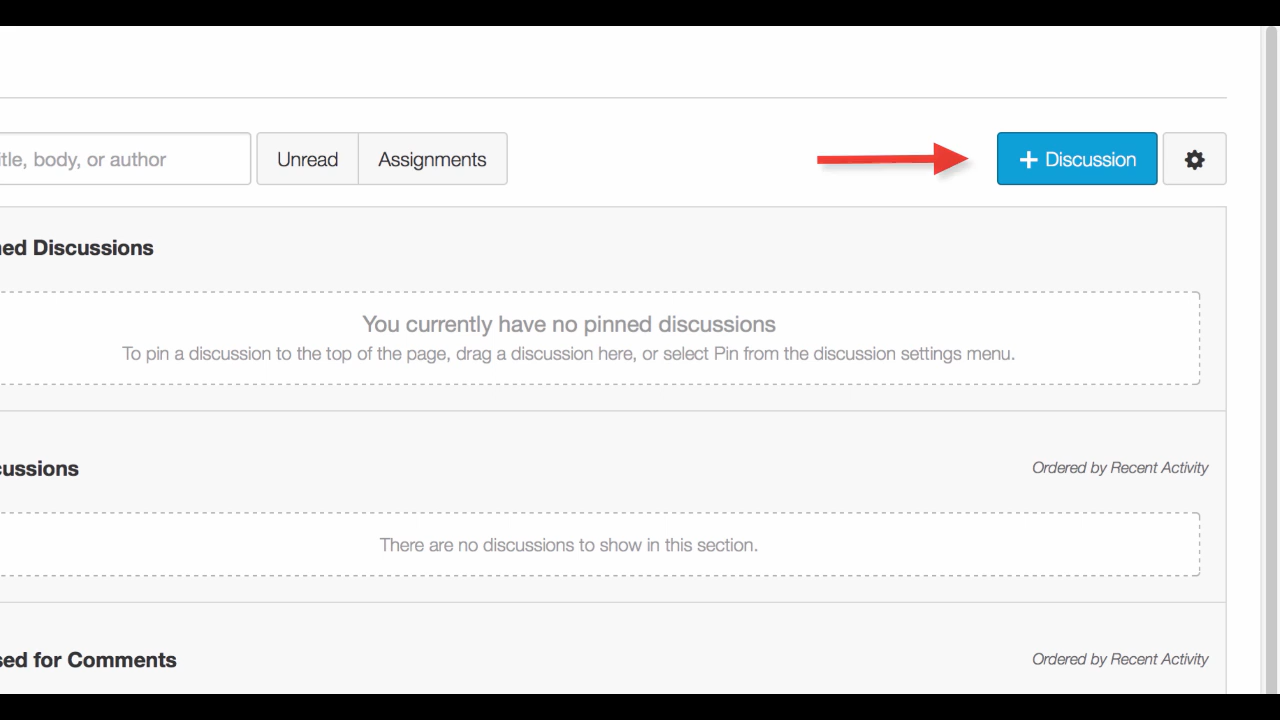 title, body, or author
Unread
Assignments
+ Discussion
ned Discussions
You currently have no pinned discussions
To pin a discussion to the top of the page, drag a discussion here, or select Pin from the discussion settings menu.
cussions
Ordered by Recent Activity
There are no discussions to show in this section.
sed for Comments
Ordered by Recent Activity